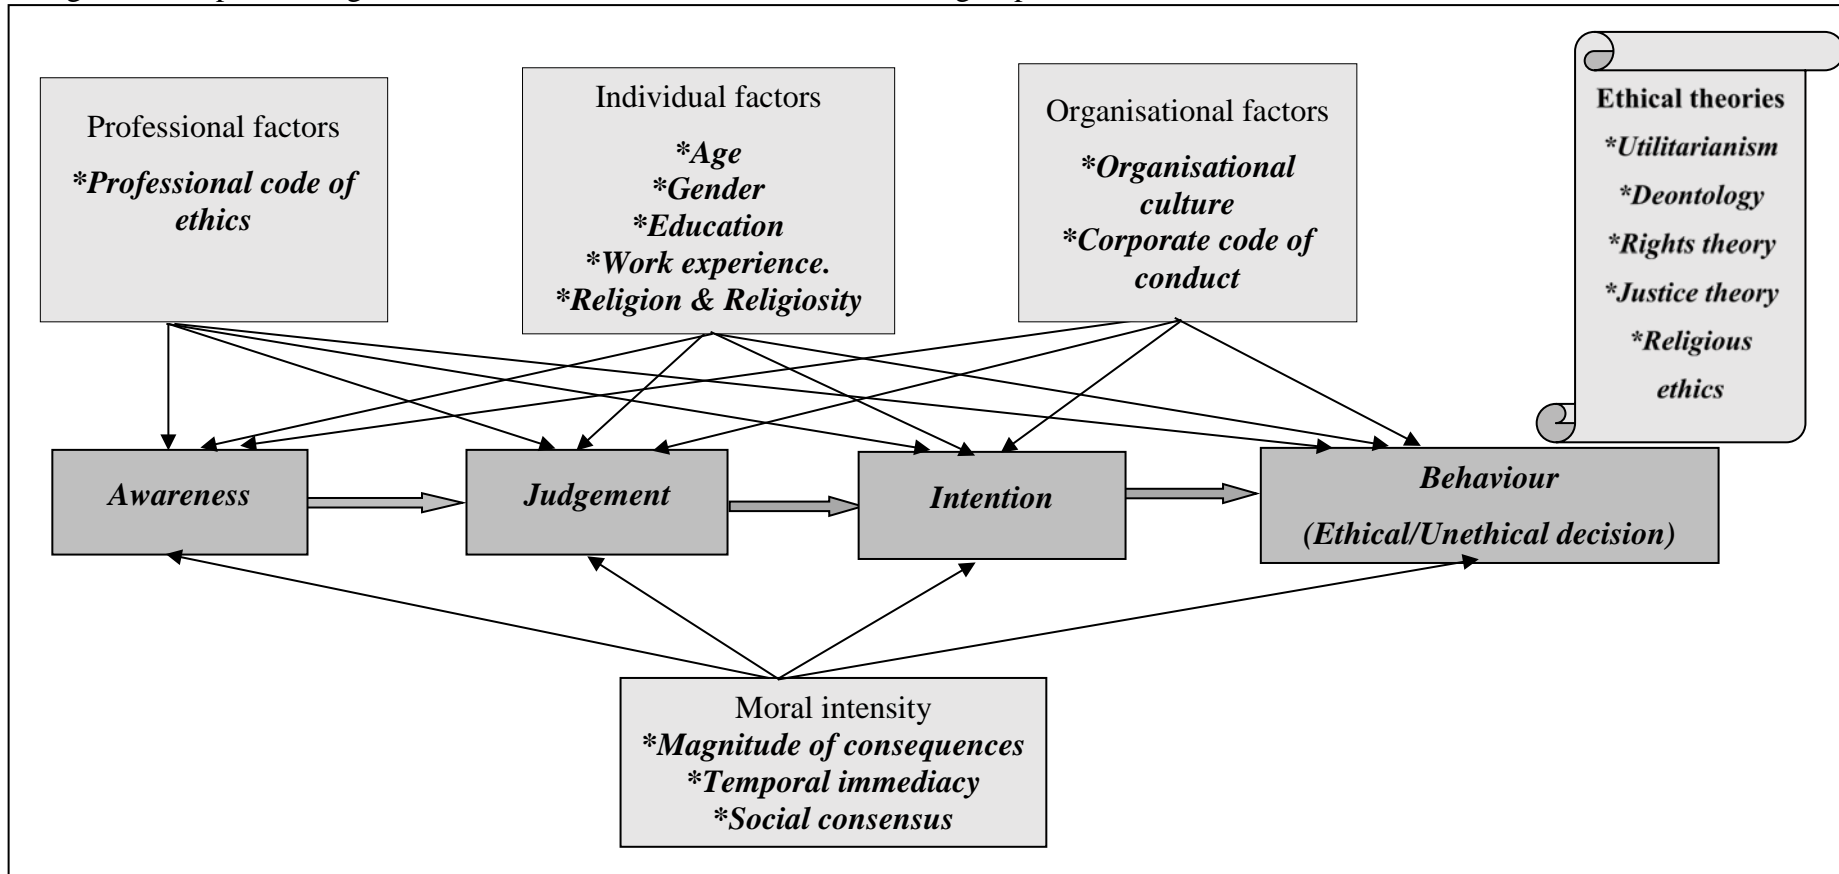 Professional factors
*Professional code of
ethics
Individual factors
*Age
*Gender
*Education
*Work experience.
*Religion & Religiosity
Organisational factors
*Organisational
culture
*Corporate code of
conduct
Ethical theories
*Utilitarianism
*Deontology
*Rights theory
*Justice theory
*Religious
ethics
Awareness
Judgement
Intention
Behaviour
(Ethical/Unethical decision)
Moral intensity
*Magnitude of consequences
*Temporal immediacy
*Social consensus